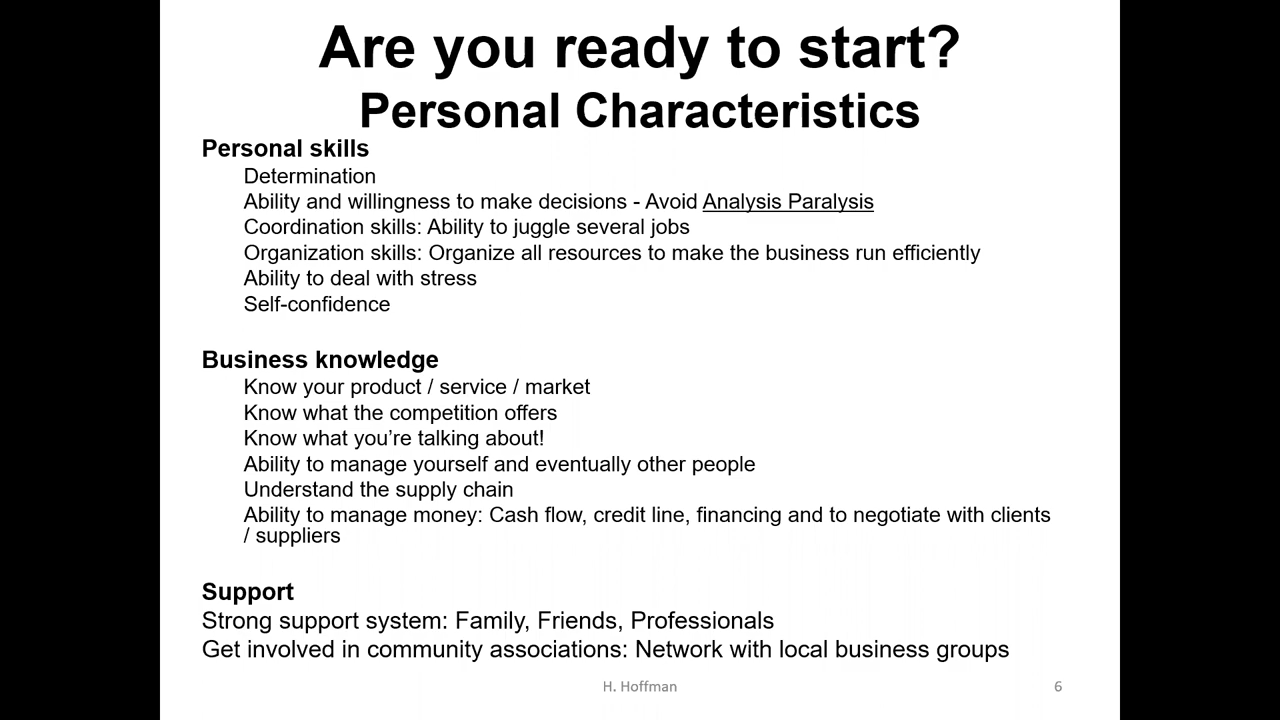 Are you ready to start?
Personal Characteristics
Personal skills
Determination
Ability and willingness to make decisions - Avoid Analysis Paralysis
Coordination skills: Ability to juggle several jobs
Organization skills: Organize all resources to make the business run efficiently
Ability to deal with stress
Self-confidence
Business knowledge
Know your product / service / market
Know what the competition offers
Know what you’re talking about!
Ability to manage yourself and eventually other people
Understand the supply chain
Ability to manage money: Cash flow, credit line, financing and to negotiate with clients
/ suppliers
Support
Strong support system: Family, Friends, Professionals
Get involved in community associations: Network with local business groups
H. Hoffman
6